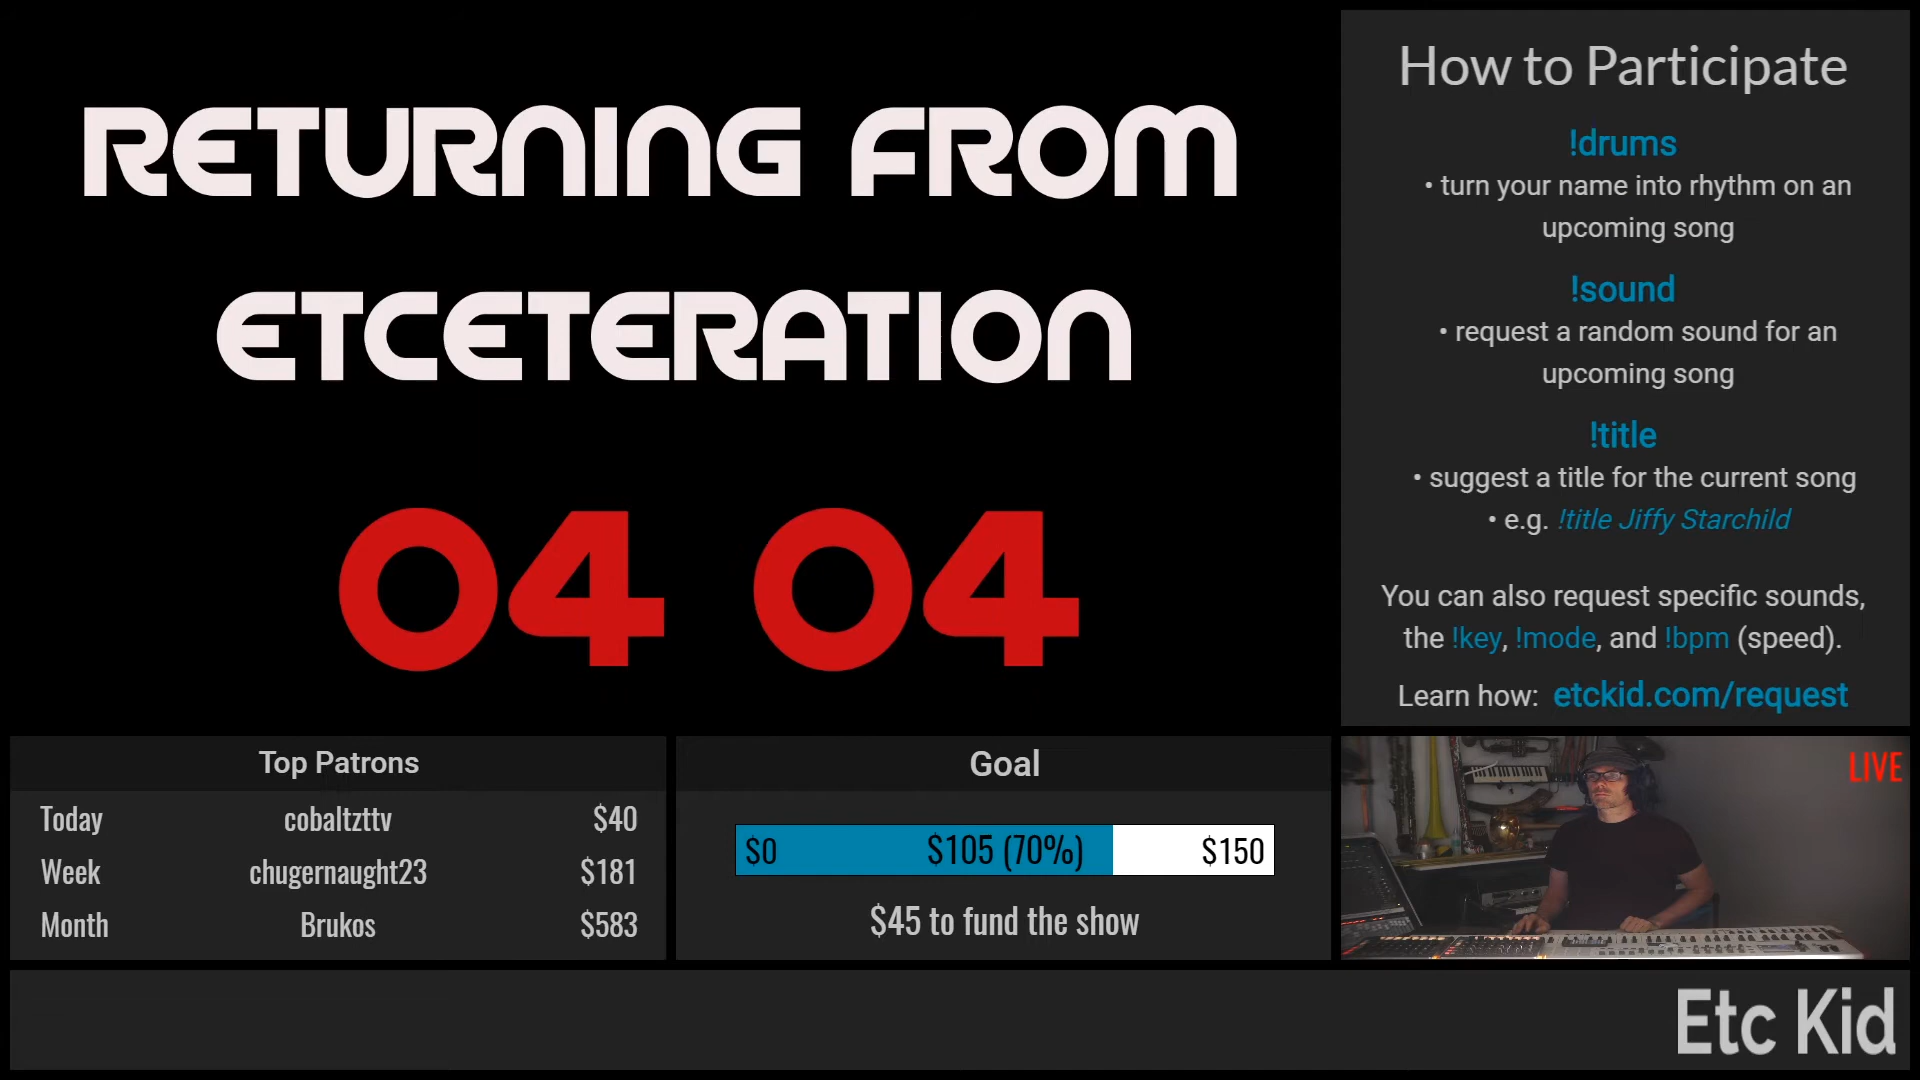 RETURNING FROM
ETCETERATION
04 04
How to Participate
!drums
• turn your name into rhythm on an
upcoming song
!sound
• request a random sound for an
upcoming song
!title
• suggest a title for the current song
• e.g. !title Jiffy Starchild
You can also request specific sounds,
the !key, !mode, and !bpm (speed).
Learn how: etckid.com/request
Top Patrons
Today cobaltzttv $40
Week chugernaught23 $181
Month Brukos $583
Goal
$0 $105 (70%) $150
$45 to fund the show
LIVE
Etc Kid